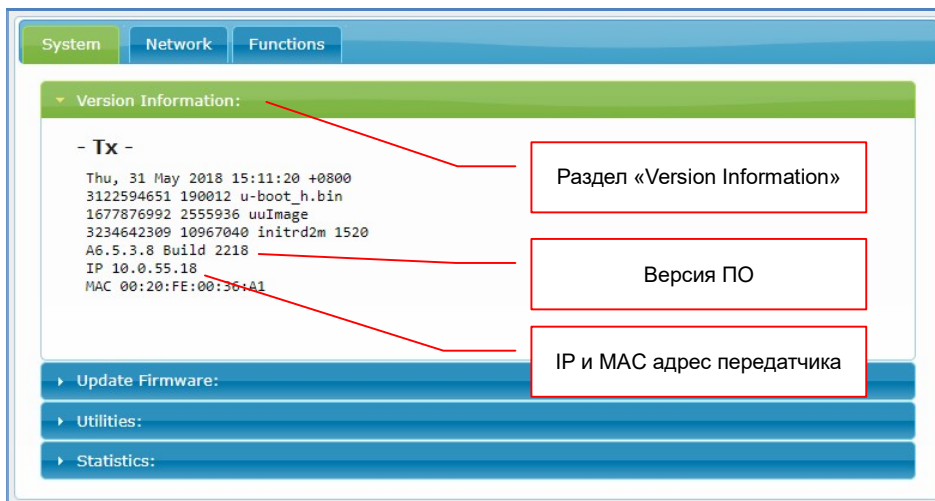 System Network Functions
Version Information:
- Tx -
Thu, 31 May 2018 15:11:20 +0800
3122594651 190012 u-boot_h.bin
1677876992 2555936 uuImage
3234642309 10967040 initrd2m 1520
A6.5.3.8 Build 2218
IP 10.0.55.18
MAC 00:20:FE:00:36:A1
Раздел «Version Information»
Версия ПО
IP и MAC адрес передатчика
Update Firmware:
Utilities:
Statistics: